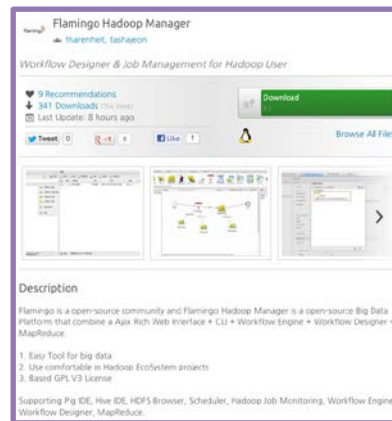 Flamingo Hadoop Manager
tharenheit, tashajeon
Workflow Designer & Job Management for Hadoop User
9 Recommendations
341 Downloads (This Week)
Last Update: 8 hours ago
Download
Tweet 0
Like 1
Browse All Files
Description
Flamingo is a open-source community and Flamingo Hadoop Manager is a open-source Big Data
Platform that combine a Ajax Rich Web Interface + CLI + Workflow Engine + Workflow Designer +
MapReduce.
1. Easy Tool for big data
2. Use comfortable in Hadoop EcoSystem projects
3. Based GPL V3 License
Supporting Pig IDE, Hive IDE, HDFS Browser, Scheduler, Hadoop Job Monitoring, Workflow Engine,
Workflow Designer, MapReduce.